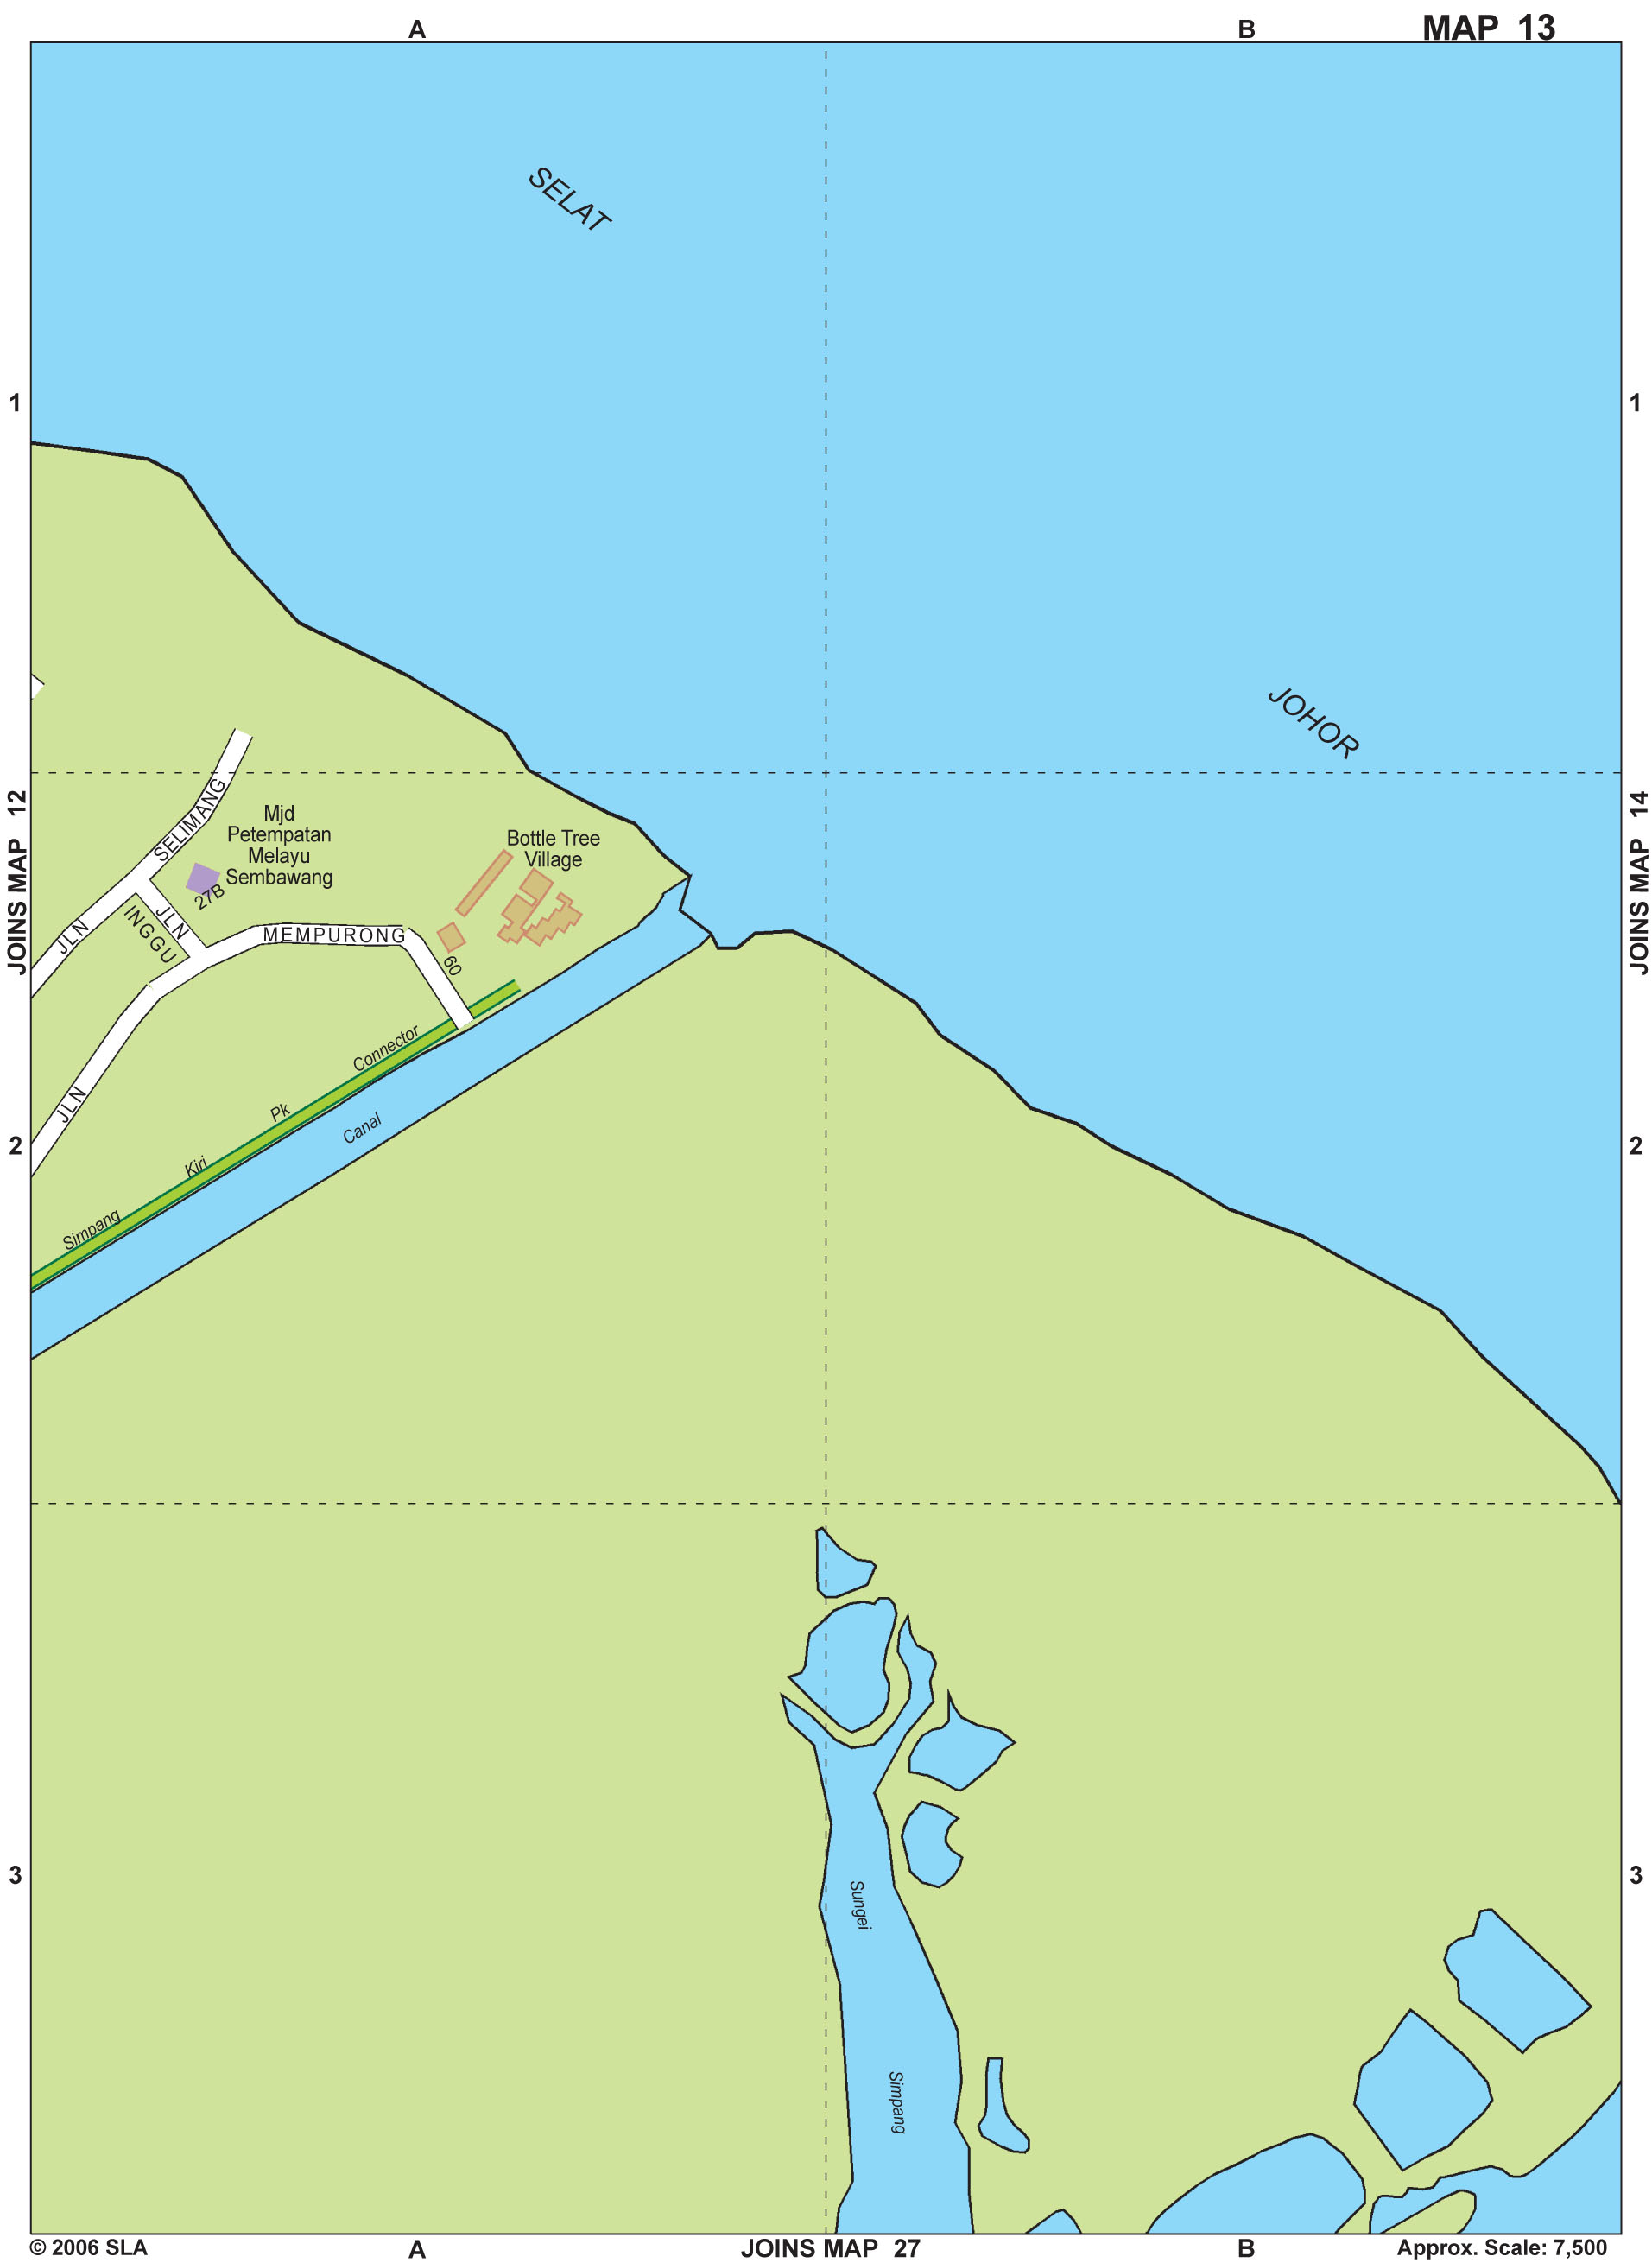 A
B
MAP 13
SELAT
1
1
JOHOR
JOINS MAP 12
JOINS MAP 14
JLN SELIMANG
Mjd
Petempatan
Melayu
Sembawang
27B
Bottle Tree
Village
JLN
INGGU
JLN MEMPURONG
60
Simpang Kiri Pk Connector
Canal
2
2
3
3
Sungei
Simpang
© 2006 SLA
A
JOINS MAP 27
B
Approx. Scale: 7,500